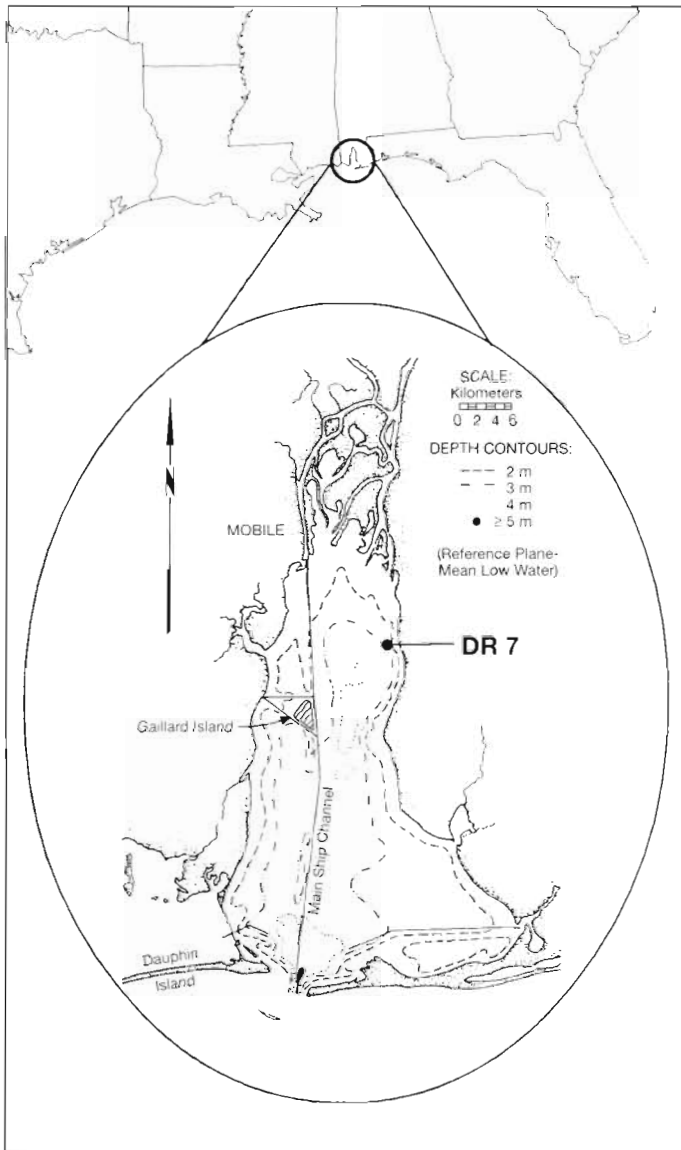 SCALE:
Kilometers
0 2 4 6
DEPTH CONTOURS:
2 m
3 m
4 m
≥ 5 m
(Reference Plane-
Mean Low Water)
N
MOBILE
DR 7
Gaillard Island
Main Ship Channel
Dauphin
Island